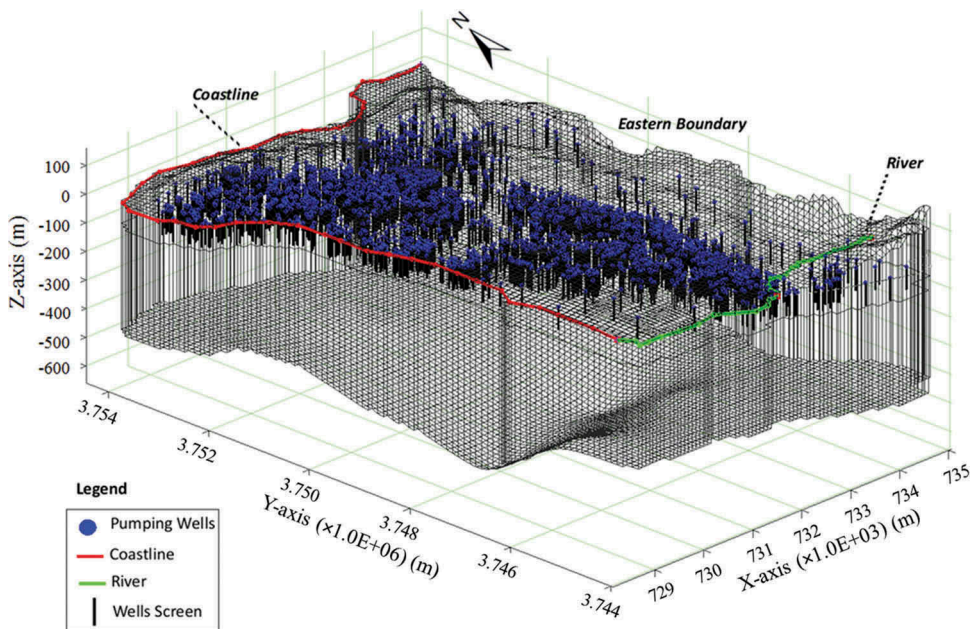 N
Coastline
Eastern Boundary
River
100
0
-100
-200
-300
-400
-500
-600
Z-axis (m)
3.754
3.752
3.750
3.748
3.746
3.744
Y-axis (×1.0E+06) (m)
729
730
731
732
733
734
735
X-axis (×1.0E+03) (m)
Legend
Pumping Wells
Coastline
River
Wells Screen